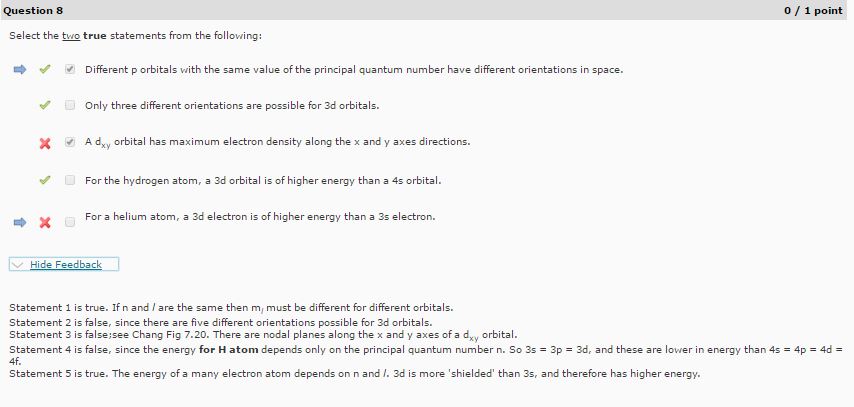 Question 8 0 / 1 point
Select the two true statements from the following:
Different p orbitals with the same value of the principal quantum number have different orientations in space.
Only three different orientations are possible for 3d orbitals.
A dxy orbital has maximum electron density along the x and y axes directions.
For the hydrogen atom, a 3d orbital is of higher energy than a 4s orbital.
For a helium atom, a 3d electron is of higher energy than a 3s electron.
Hide Feedback
Statement 1 is true. If n and l are the same then ml must be different for different orbitals.
Statement 2 is false, since there are five different orientations possible for 3d orbitals.
Statement 3 is false;see Chang Fig 7.20. There are nodal planes along the x and y axes of a dxy orbital.
Statement 4 is false, since the energy for H atom depends only on the principal quantum number n. So 3s = 3p = 3d, and these are lower in energy than 4s = 4p = 4d =
4f.
Statement 5 is true. The energy of a many electron atom depends on n and l. 3d is more 'shielded' than 3s, and therefore has higher energy.